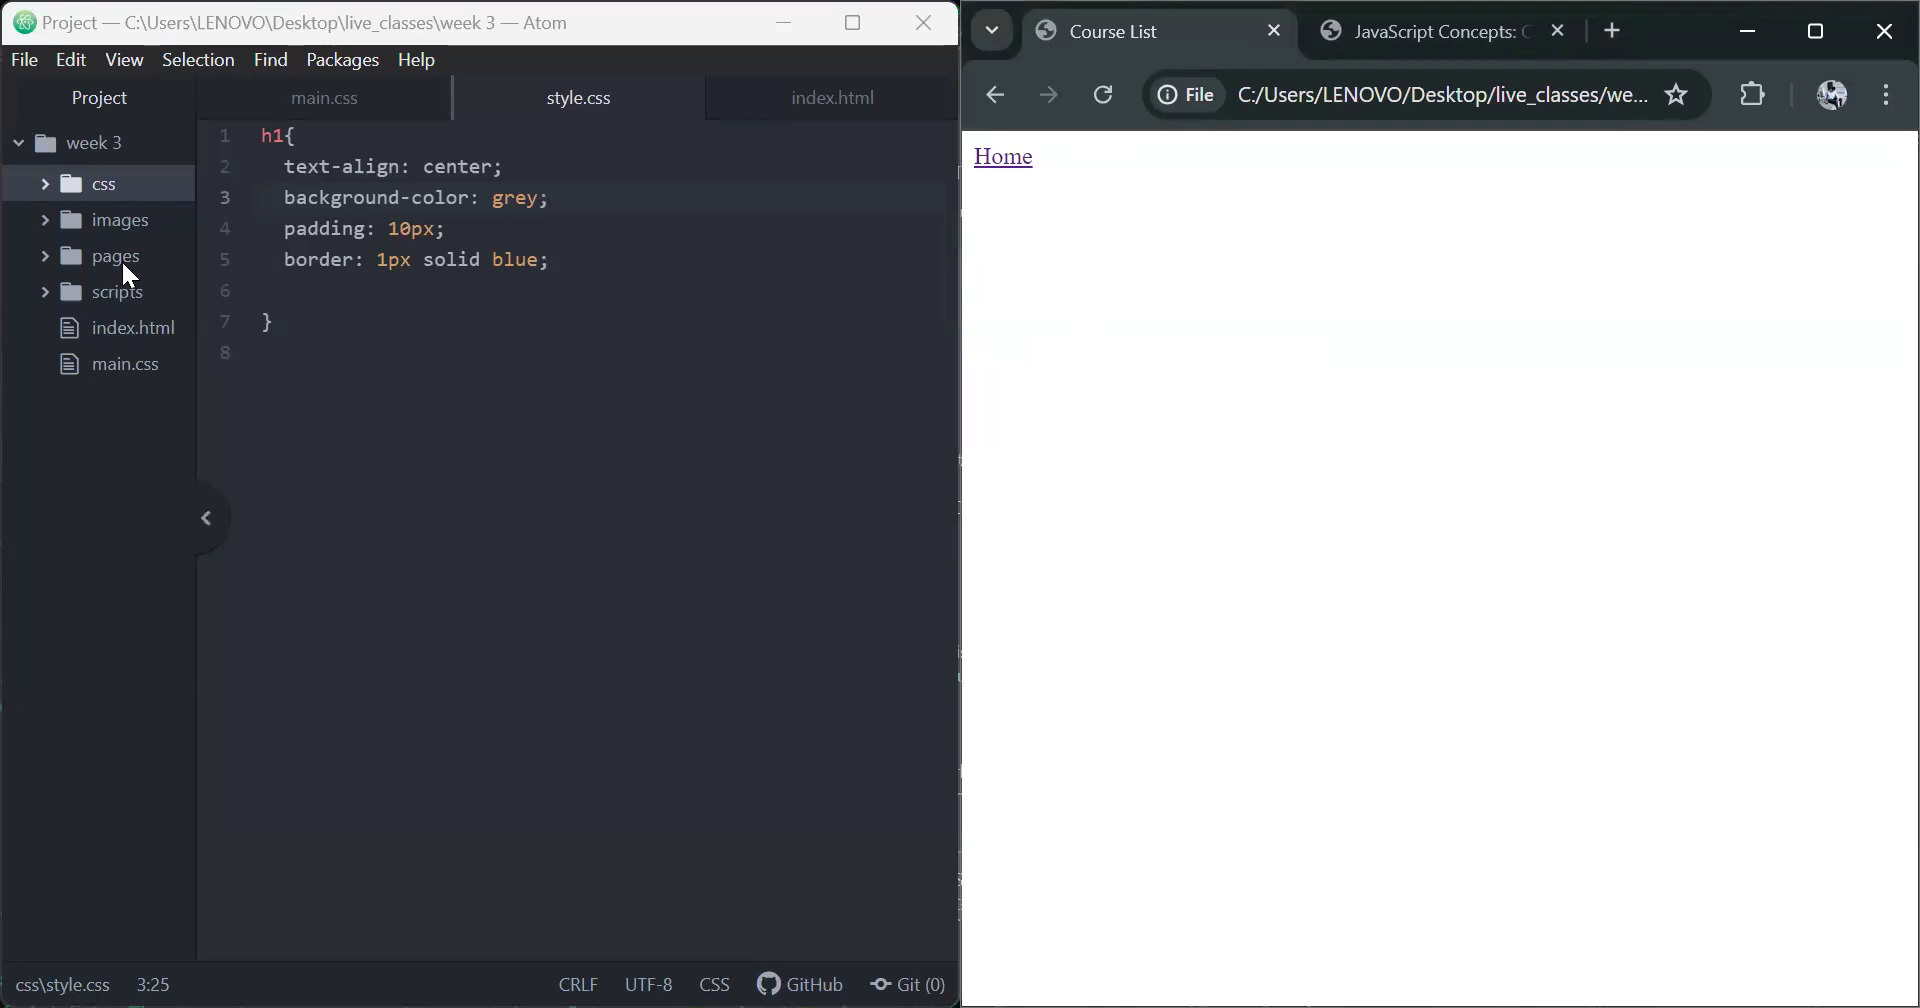 Project — C:\Users\LENOVO\Desktop\live_classes\week 3 — Atom
File Edit View Selection Find Packages Help
Project
week 3
css
images
pages
scripts
index.html
main.css
main.css style.css index.html
1 h1{
2 text-align: center;
3 background-color: grey;
4 padding: 10px;
5 border: 1px solid blue;
6
7 }
8
css\style.css 3:25 CRLF UTF-8 CSS GitHub Git (0)
Course List JavaScript Concepts:
File C:/Users/LENOVO/Desktop/live_classes/we...
Home